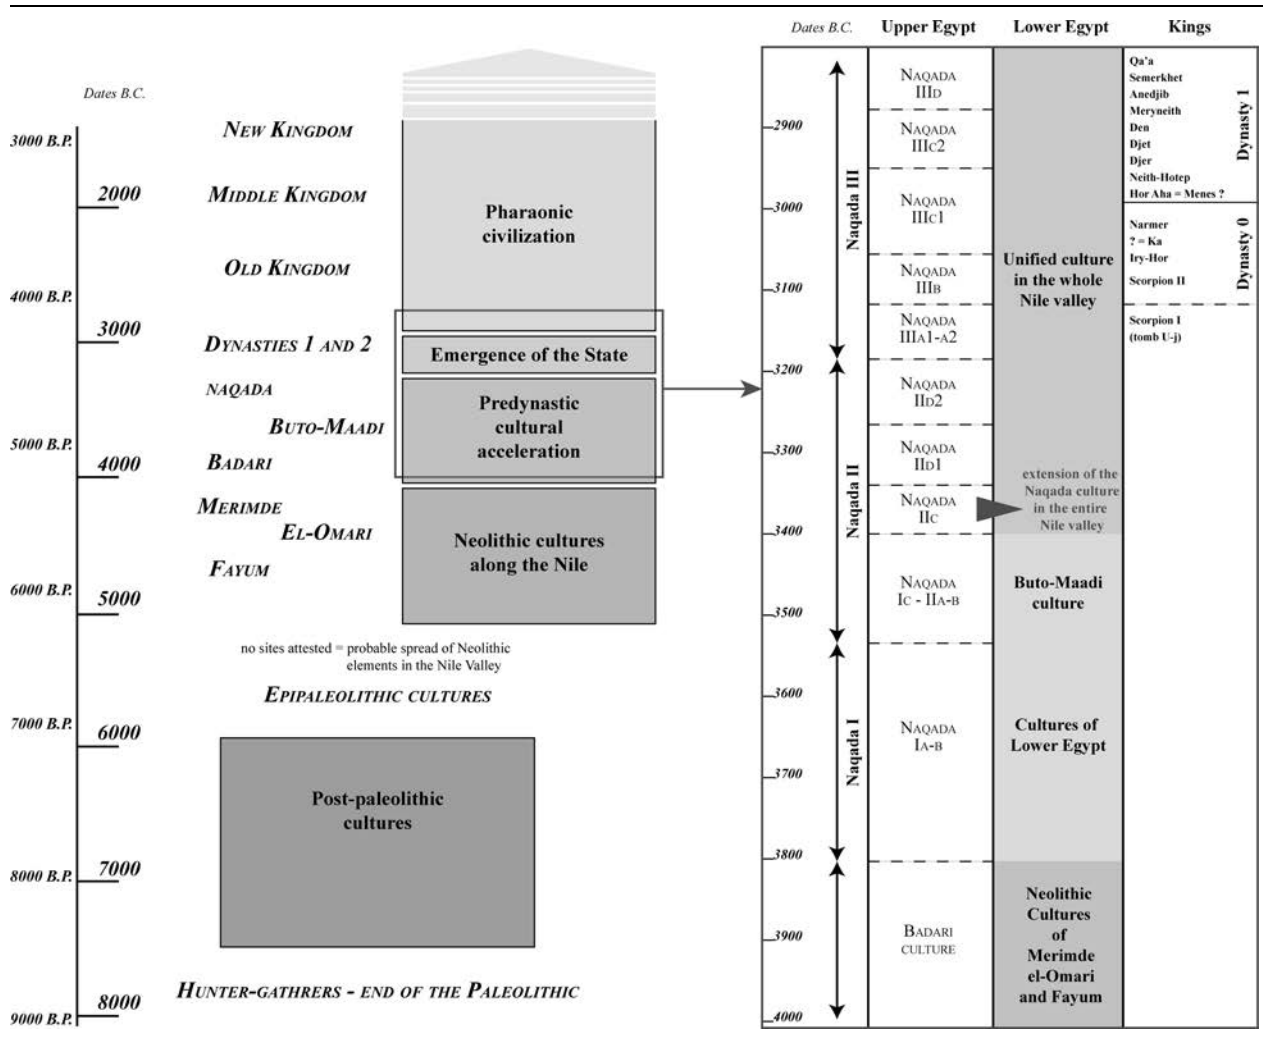 Dates B.C.
3000 B.P.
2000
4000 B.P.
3000
5000 B.P.
4000
6000 B.P.
5000
7000 B.P.
6000
8000 B.P.
7000
9000 B.P.
8000
NEW KINGDOM
MIDDLE KINGDOM
OLD KINGDOM
DYNASTIES 1 AND 2
NAQADA
BUTO-MAADI
BADARI
MERIMDE
EL-OMARI
FAYUM
Pharaonic
civilization
Emergence of the State
Predynastic
cultural
acceleration
Neolithic cultures
along the Nile
no sites attested = probable spread of Neolithic
elements in the Nile Valley
EPIPALEOLITHIC CULTURES
Post-paleolithic
cultures
HUNTER-GATHRERS - END OF THE PALEOLITHIC
Dates B.C.
Upper Egypt
Lower Egypt
Kings
2900
3000
3100
3200
3300
3400
3500
3600
3700
3800
3900
4000
Naqada III
Naqada II
Naqada I
NAQADA
IIID
NAQADA
IIIC2
NAQADA
IIIC1
NAQADA
IIIB
NAQADA
IIIA1-A2
NAQADA
IID2
NAQADA
IID1
NAQADA
IIC
NAQADA
IC - IIA-B
NAQADA
IA-B
BADARI
CULTURE
Unified culture
in the whole
Nile valley
extension of the
Naqada culture
in the entire
Nile valley
Buto-Maadi
culture
Cultures of
Lower Egypt
Neolithic
Cultures
of
Merimde
el-Omari
and Fayum
Qa'a
Semerkhet
Anedjib
Meryneith
Den
Djet
Djer
Neith-Hotep
Hor Aha = Menes ?
Dynasty 1
Narmer
? = Ka
Iry-Hor
Scorpion II
Dynasty 0
Scorpion I
(tomb U-j)